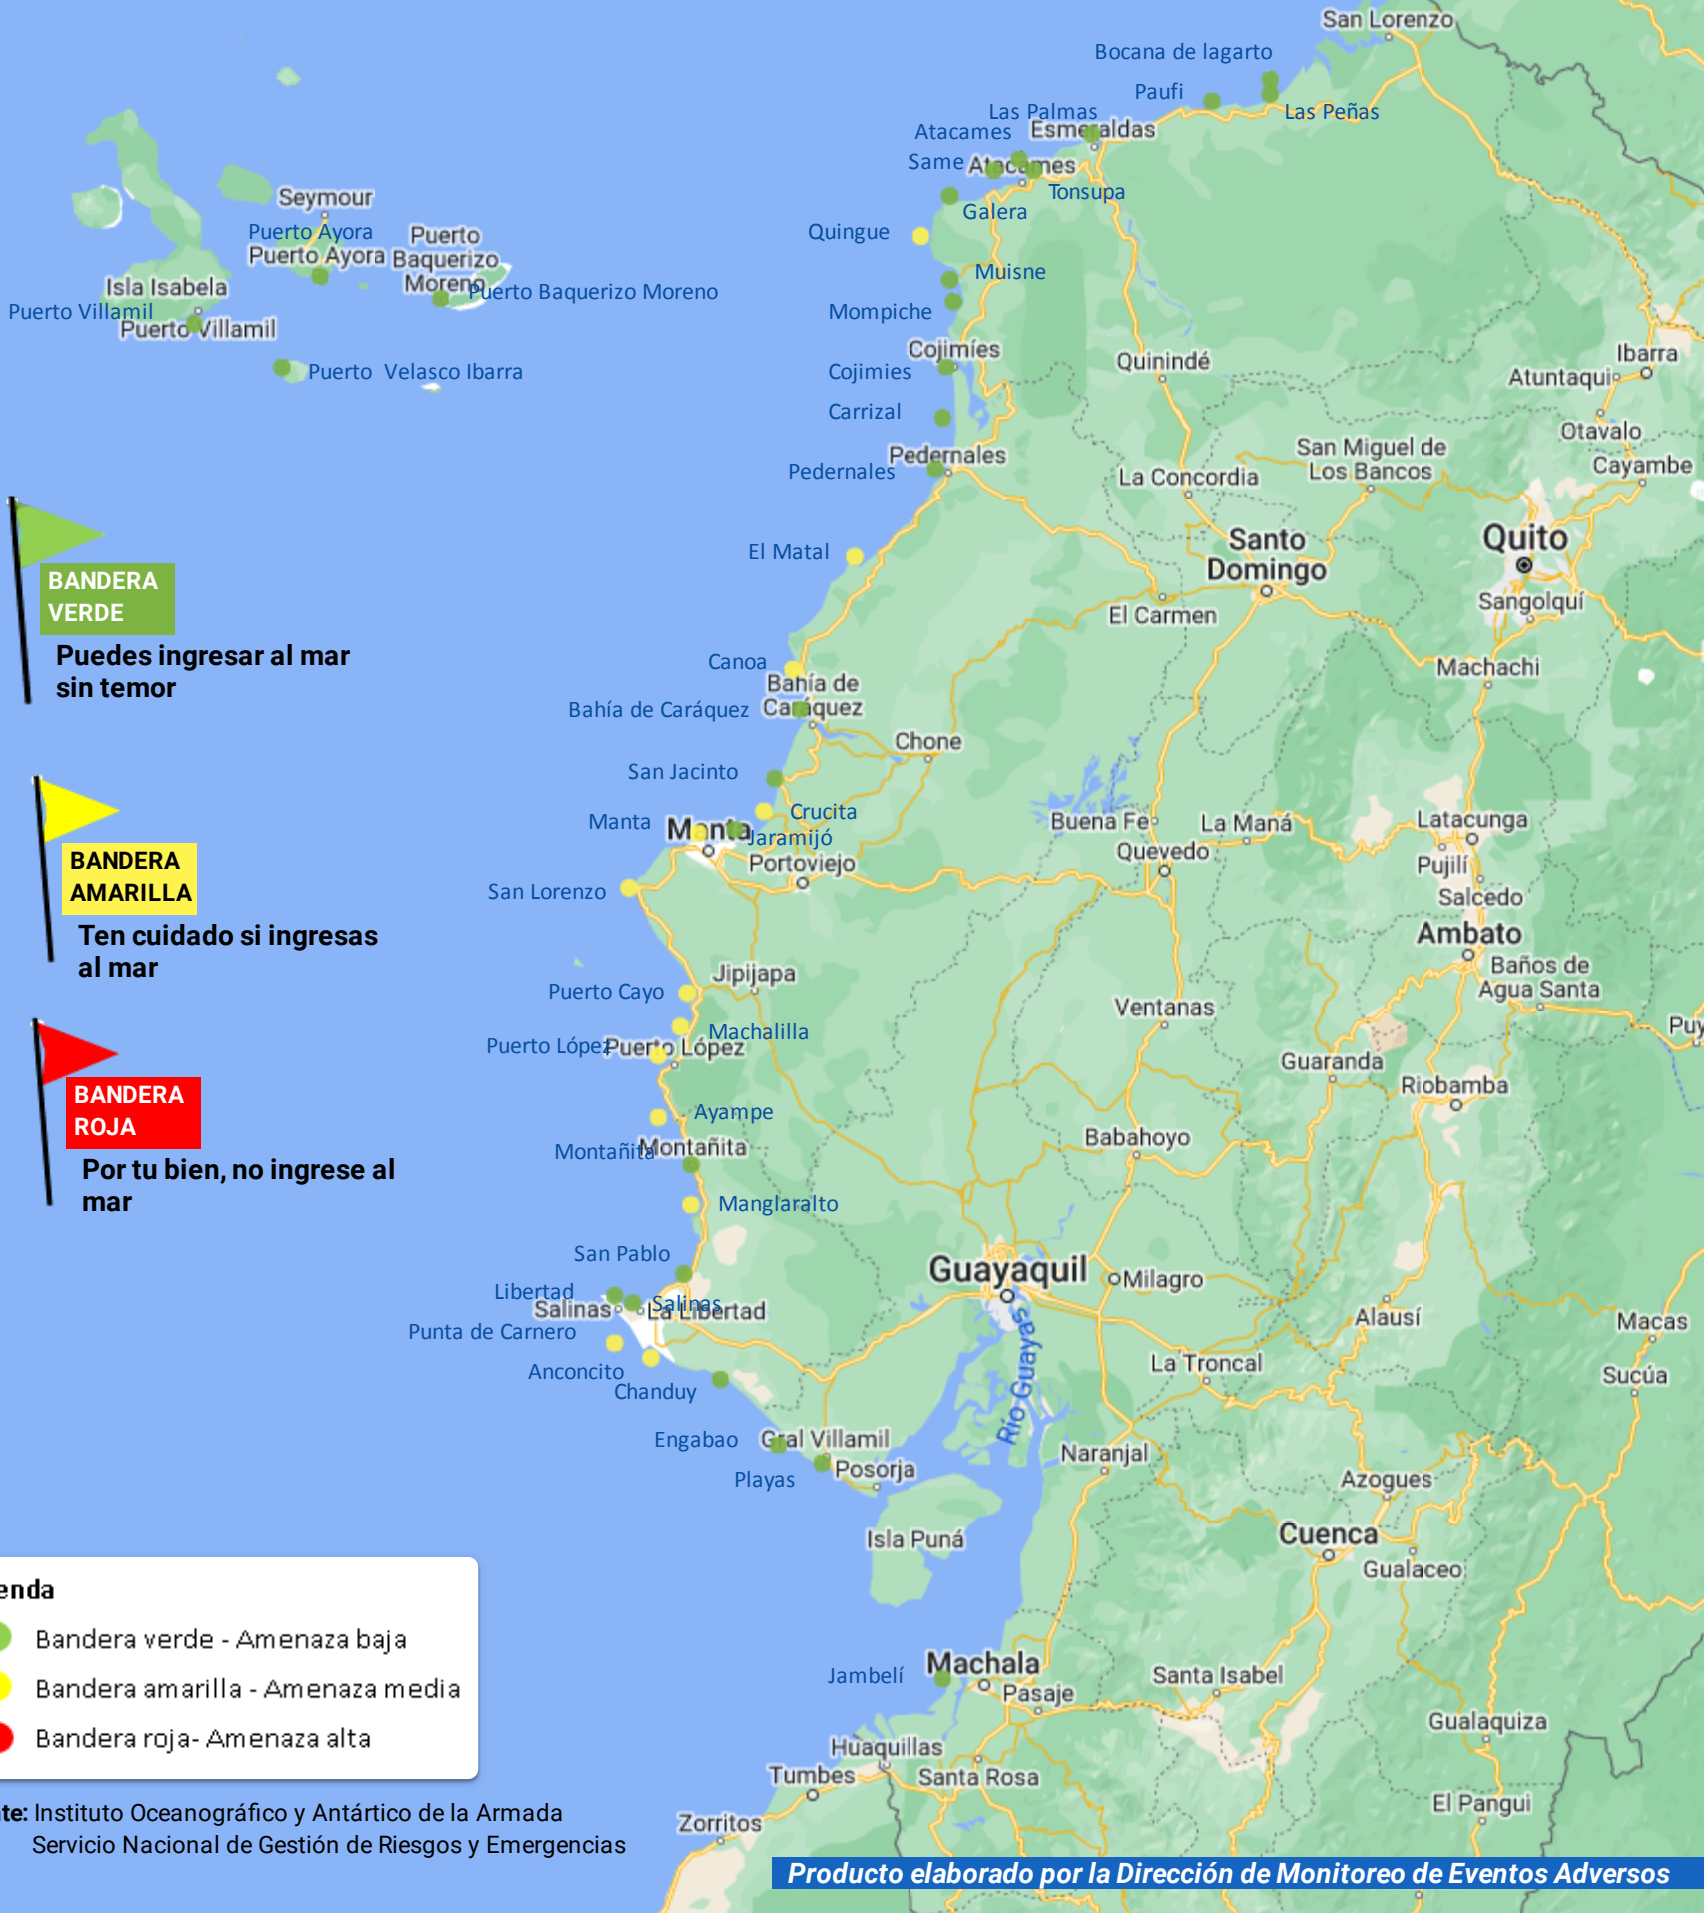 San Lorenzo
Bocana de lagarto
Paufi
Las Peñas
Las Palmas
Esmeraldas
Atacames
Same
Atacames
Tonsupa
Galera
Quingue
Muisne
Mompiche
Cojimíes
Cojimies
Carrizal
Pedernales
Pedernales
Seymour
Puerto Ayora
Puerto Ayora
Puerto
Baquerizo
Moreno
Puerto Baquerizo Moreno
Isla Isabela
Puerto Villamil
Puerto Villamil
Puerto Velasco Ibarra
Quinindé
Ibarra
Atuntaqui
Otavalo
Cayambe
San Miguel de
Los Bancos
La Concordia
Santo
Domingo
Quito
Sangolquí
El Carmen
Machachi
El Matal
Canoa
Bahía de
Caráquez
Bahía de Caráquez
Chone
San Jacinto
Crucita
Manta
Manta
Jaramijó
Portoviejo
San Lorenzo
Buena Fe
La Maná
Quevedo
Latacunga
Pujilí
Salcedo
Ambato
Baños de
Agua Santa
Puy
Jipijapa
Puerto Cayo
Machalilla
Puerto López
Puerto López
Ventanas
Guaranda
Riobamba
Ayampe
Montañita
Montañita
Babahoyo
Manglaralto
San Pablo
Libertad
Salinas
Salinas
La Libertad
Punta de Carnero
Anconcito
Chanduy
Guayaquil
Milagro
Río Guayas
Alausí
Macas
La Troncal
Sucúa
Engabao
Gral Villamil
Playas
Posorja
Naranjal
Azogues
Isla Puná
Cuenca
Gualaceo
Jambelí
Machala
Pasaje
Santa Isabel
Gualaquiza
Huaquillas
Tumbes
Santa Rosa
El Pangui
Zorritos
BANDERA
VERDE
Puedes ingresar al mar
sin temor
BANDERA
AMARILLA
Ten cuidado si ingresas
al mar
BANDERA
ROJA
Por tu bien, no ingrese al
mar
enda
Bandera verde - Amenaza baja
Bandera amarilla - Amenaza media
Bandera roja- Amenaza alta
te: Instituto Oceanográfico y Antártico de la Armada
Servicio Nacional de Gestión de Riesgos y Emergencias
Producto elaborado por la Dirección de Monitoreo de Eventos Adversos